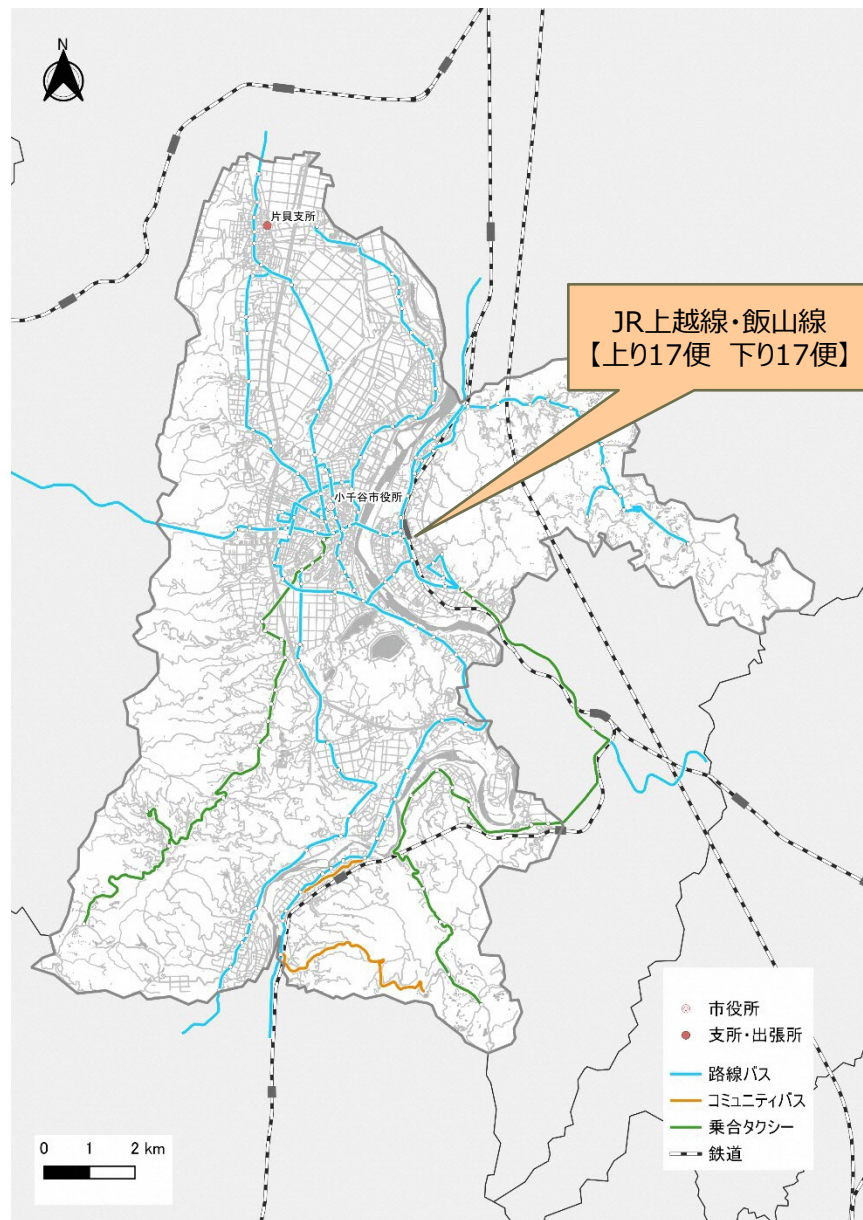 N
片貝支所
JR上越線・飯山線
【上り17便 下り17便】
小千谷市役所
市役所
支所・出張所
路線バス
コミュニティバス
乗合タクシー
鉄道
0 1 2 km